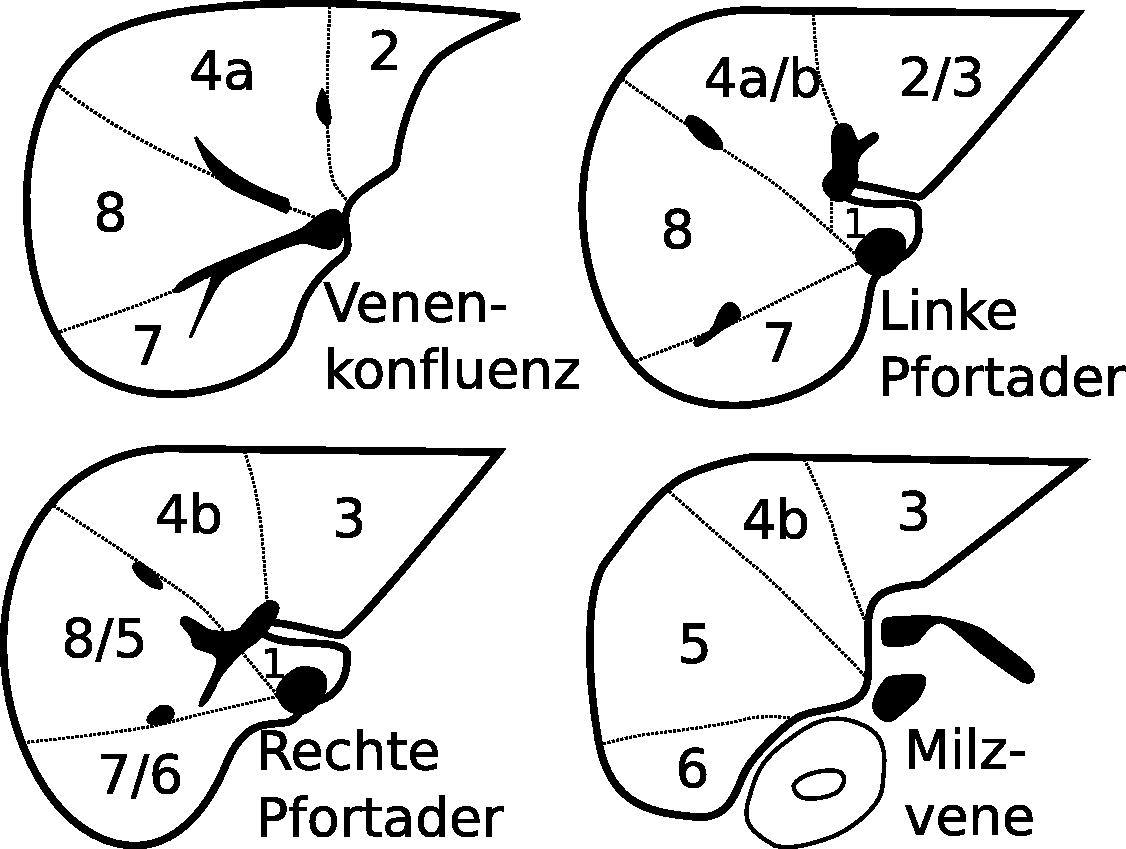 4a
2
8
7
Venen-
konfluenz
4a/b
2/3
8
1
7
Linke
Pfortader
4b
3
8/5
1
7/6
Rechte
Pfortader
4b
3
5
6
Milz-
vene